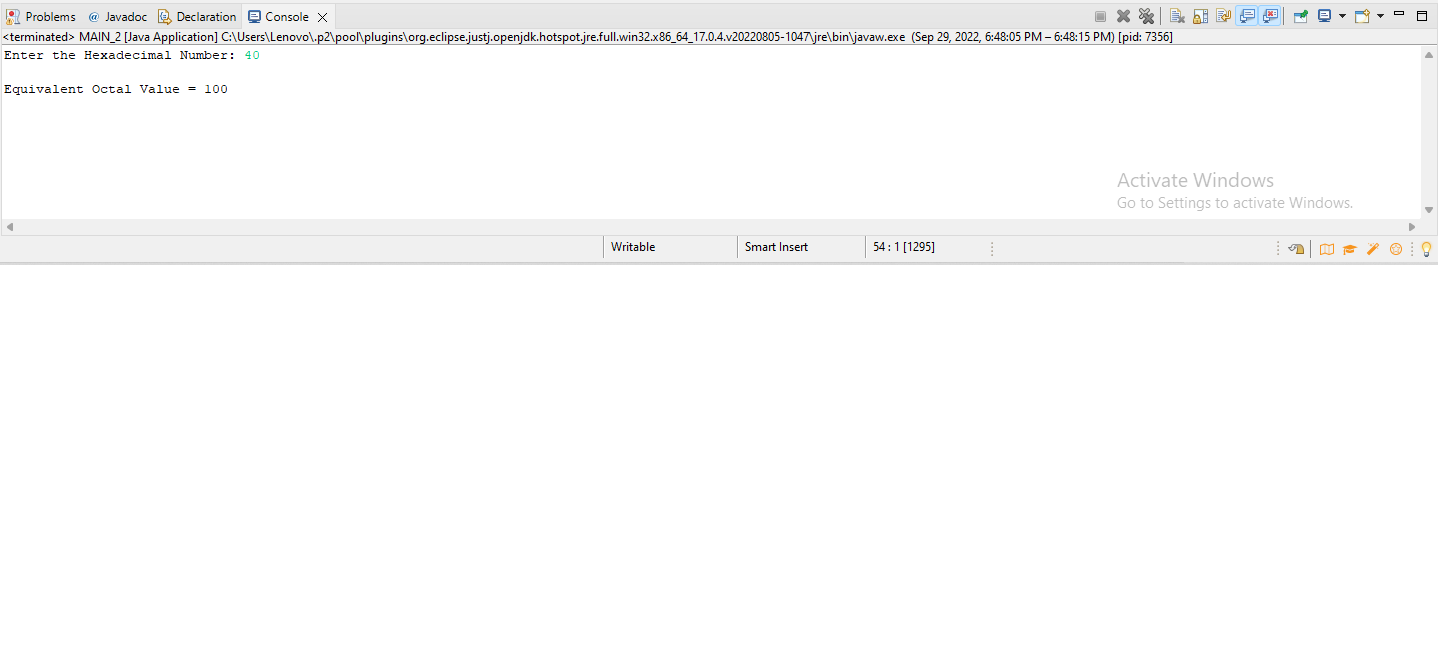 Problems @ Javadoc Declaration Console
<terminated> MAIN_2 [Java Application] C:\Users\Lenovo\.p2\pool\plugins\org.eclipse.justj.openjdk.hotspot.jre.full.win32.x86_64_17.0.4.v20220805-1047\jre\bin\javaw.exe (Sep 29, 2022, 6:48:05 PM – 6:48:15 PM) [pid: 7356]
Enter the Hexadecimal Number: 40
Equivalent Octal Value = 100
Activate Windows
Go to Settings to activate Windows.
Writable Smart Insert 54 : 1 [1295]